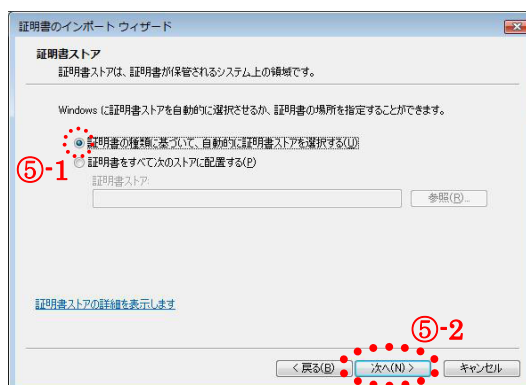 証明書のインポート ウィザード
証明書ストア
証明書ストアは、証明書が保管されるシステム上の領域です。
Windows に証明書ストアを自動的に選択させるか、証明書の場所を指定することができます。
証明書の種類に基づいて、自動的に証明書ストアを選択する(U)
⑤-1
証明書をすべて次のストアに配置する(P)
証明書ストア:
参照(R)...
証明書ストアの詳細を表示します
⑤-2
< 戻る(B)
次へ(N) >
キャンセル